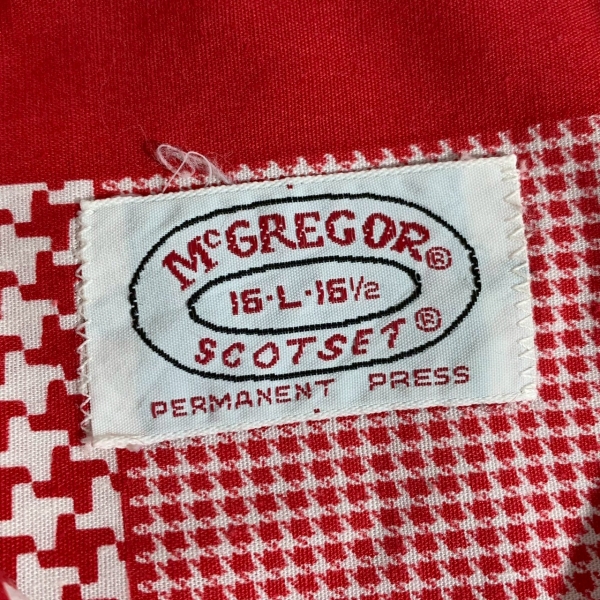 McGREGOR®
16·L·16½
SCOTSET®
PERMANENT PRESS